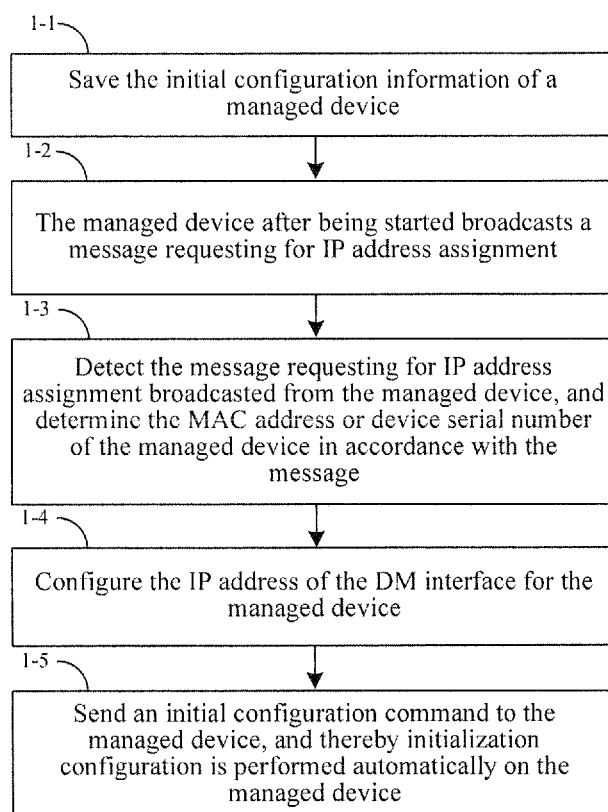 1-1
Save the initial configuration information of a
managed device
1-2
The managed device after being started broadcasts a
message requesting for IP address assignment
1-3
Detect the message requesting for IP address
assignment broadcasted from the managed device, and
determine the MAC address or device serial number
of the managed device in accordance with the
message
1-4
Configure the IP address of the DM interface for the
managed device
1-5
Send an initial configuration command to the
managed device, and thereby initialization
configuration is performed automatically on the
managed device